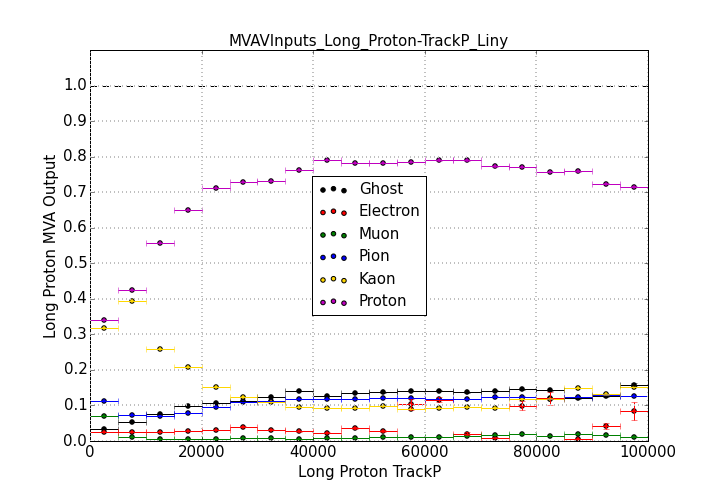 MVAVInputs_Long_Proton-TrackP_Liny
Long Proton MVA Output
1.0
0.9
0.8
0.7
0.6
0.5
0.4
0.3
0.2
0.1
0.0
Ghost
Electron
Muon
Pion
Kaon
Proton
0 20000 40000 60000 80000 100000
Long Proton TrackP